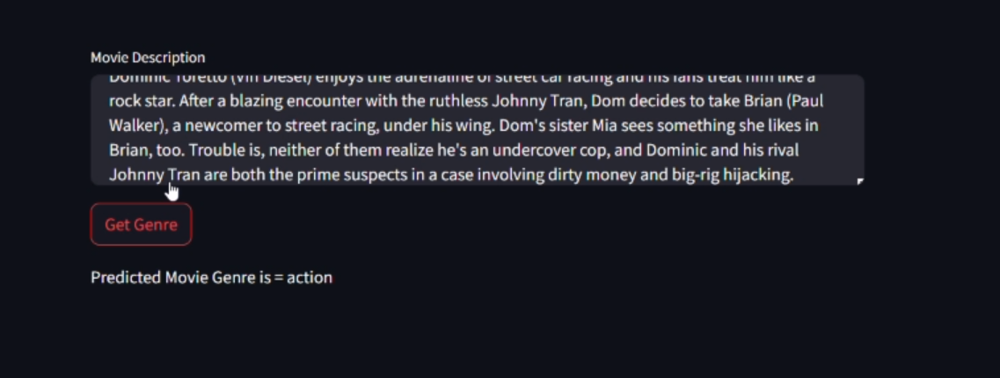 Movie Description
Dominic Toretto (Vin Diesel) enjoys the adrenaline of street car racing and his fans treat him like a
rock star. After a blazing encounter with the ruthless Johnny Tran, Dom decides to take Brian (Paul
Walker), a newcomer to street racing, under his wing. Dom's sister Mia sees something she likes in
Brian, too. Trouble is, neither of them realize he's an undercover cop, and Dominic and his rival
Johnny Tran are both the prime suspects in a case involving dirty money and big-rig hijacking.
Get Genre
Predicted Movie Genre is = action